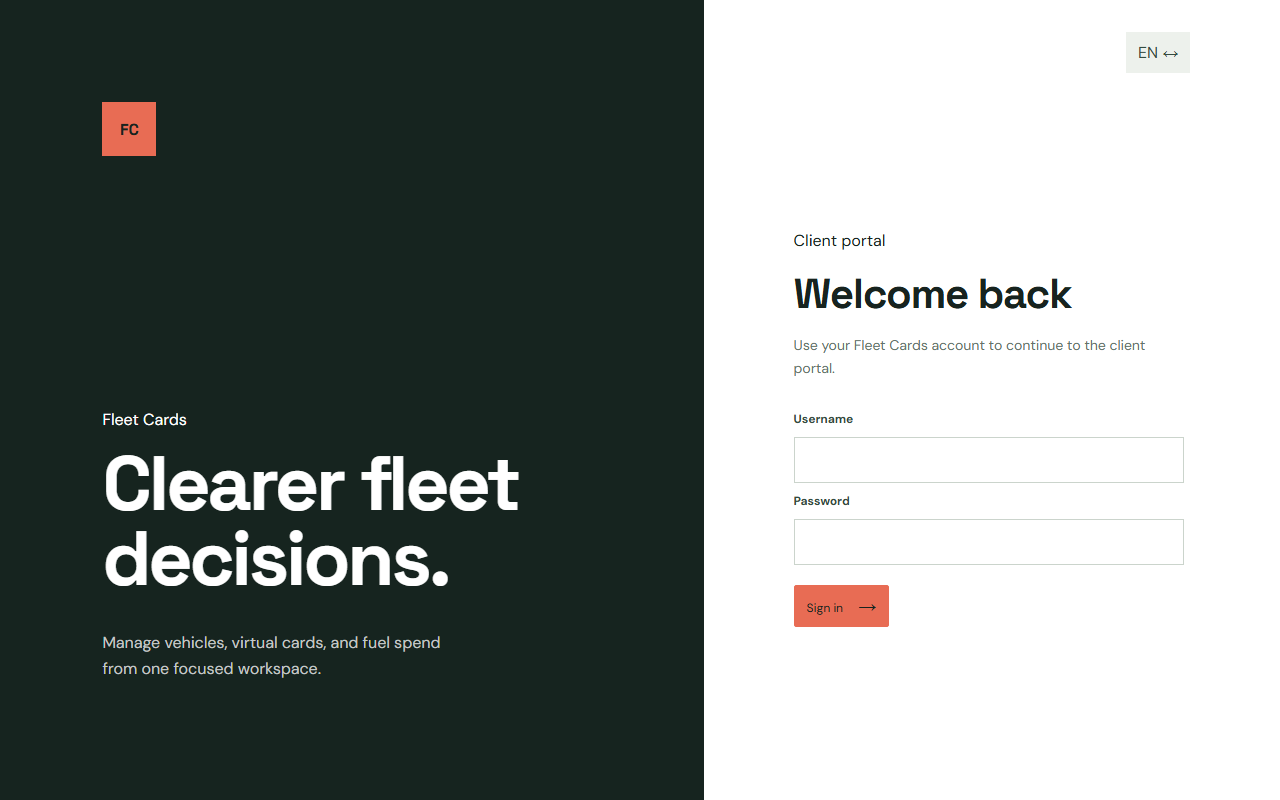 FC
Fleet Cards
Clearer fleet
decisions.
Manage vehicles, virtual cards, and fuel spend
from one focused workspace.
EN ↔
Client portal
Welcome back
Use your Fleet Cards account to continue to the client
portal.
Username
Password
Sign in →